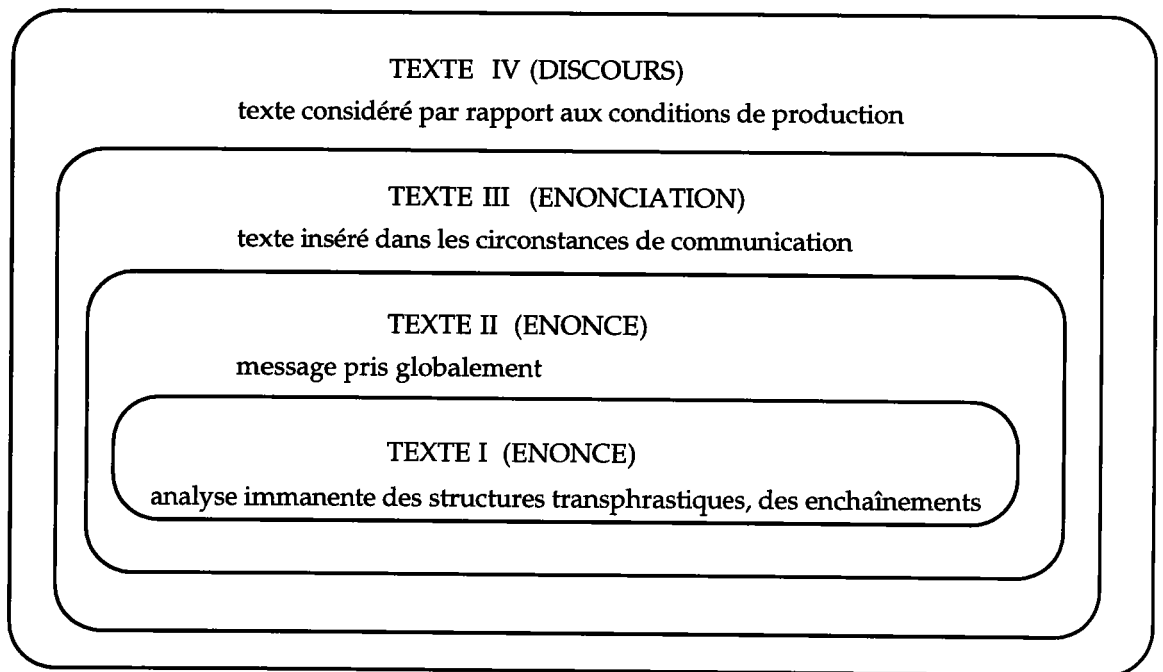 TEXTE IV (DISCOURS)
texte considéré par rapport aux conditions de production
TEXTE III (ENONCIATION)
texte inséré dans les circonstances de communication
TEXTE II (ENONCE)
message pris globalement
TEXTE I (ENONCE)
analyse immanente des structures transphrastiques, des enchaînements